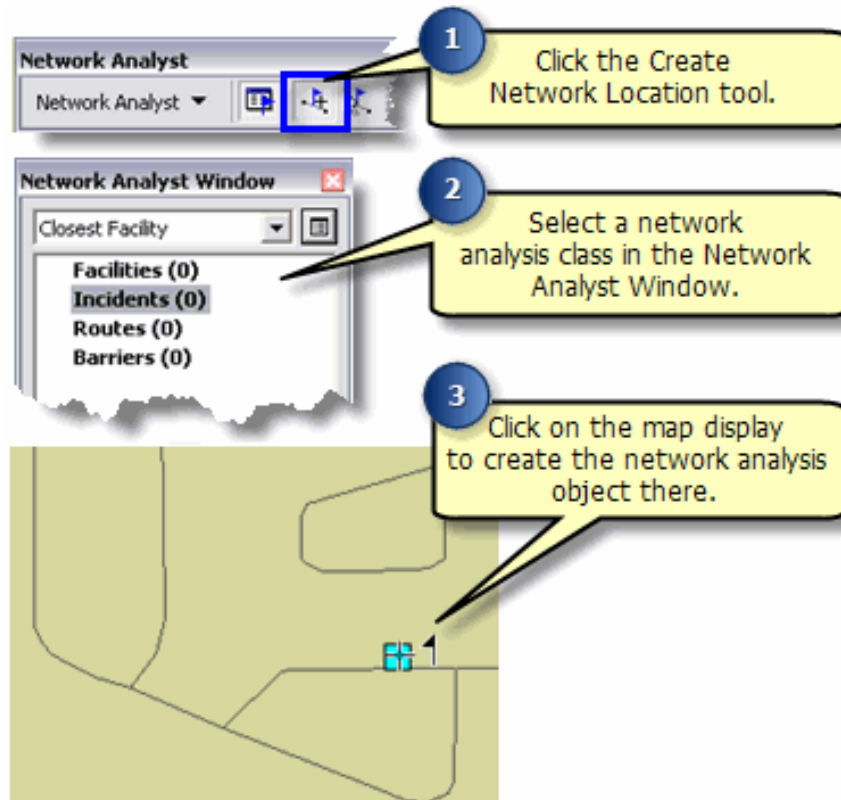 Network Analyst
Network Analyst
1
Click the Create
Network Location tool.
Network Analyst Window
Closest Facility
Facilities (0)
Incidents (0)
Routes (0)
Barriers (0)
2
Select a network
analysis class in the Network
Analyst Window.
3
Click on the map display
to create the network analysis
object there.